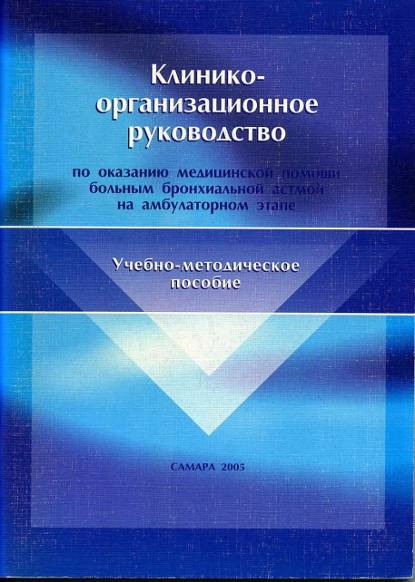 Клинико-
организационное
руководство
по оказанию медицинской помощи
больным бронхиальной астмой
на амбулаторном этапе
Учебно-методическое
пособие
САМАРА 2005